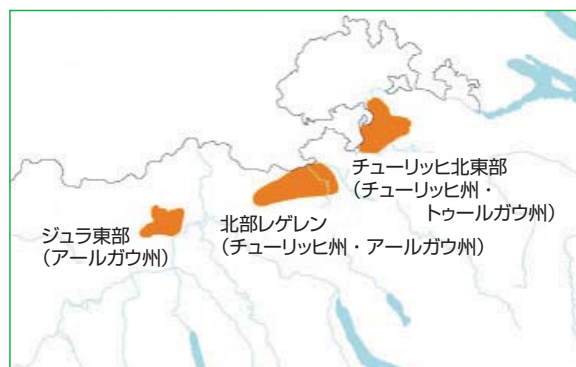 チューリッヒ北東部
（チューリッヒ州・
トゥールガウ州）
北部レゲレン
（チューリッヒ州・アールガウ州）
ジュラ東部
（アールガウ州）